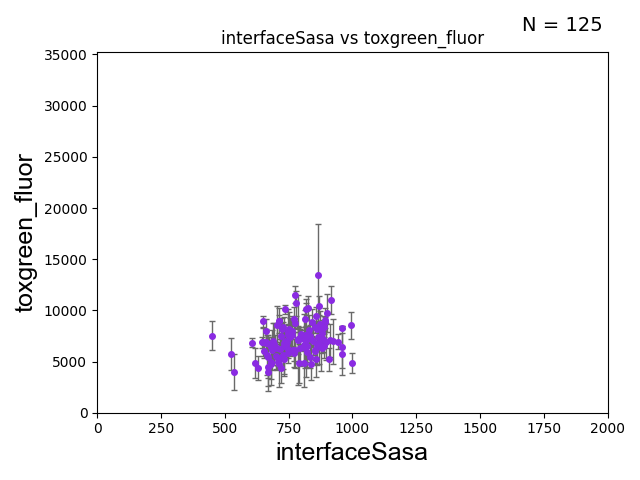 N = 125
interfaceSasa vs toxgreen_fluor
35000
30000
25000
20000
15000
10000
5000
0
toxgreen_fluor
0 250 500 750 1000 1250 1500 1750 2000
interfaceSasa